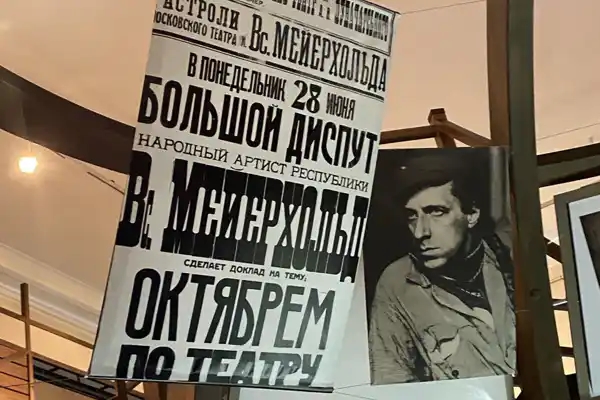 АСТРОЛИ
МОСКОВСКОГО ТЕАТРА И. ВС. МЕЙЕРХОЛЬДА
В ПОНЕДЕЛЬНИК 28 ИЮНЯ
БОЛЬШОЙ ДИСПУТ
НАРОДНЫЙ АРТИСТ РЕСПУБЛИКИ
ВС. МЕЙЕРХОЛЬД
СДЕЛАЕТ ДОКЛАД НА ТЕМУ:
ОКТЯБРЕМ
ПО ТЕАТРУ